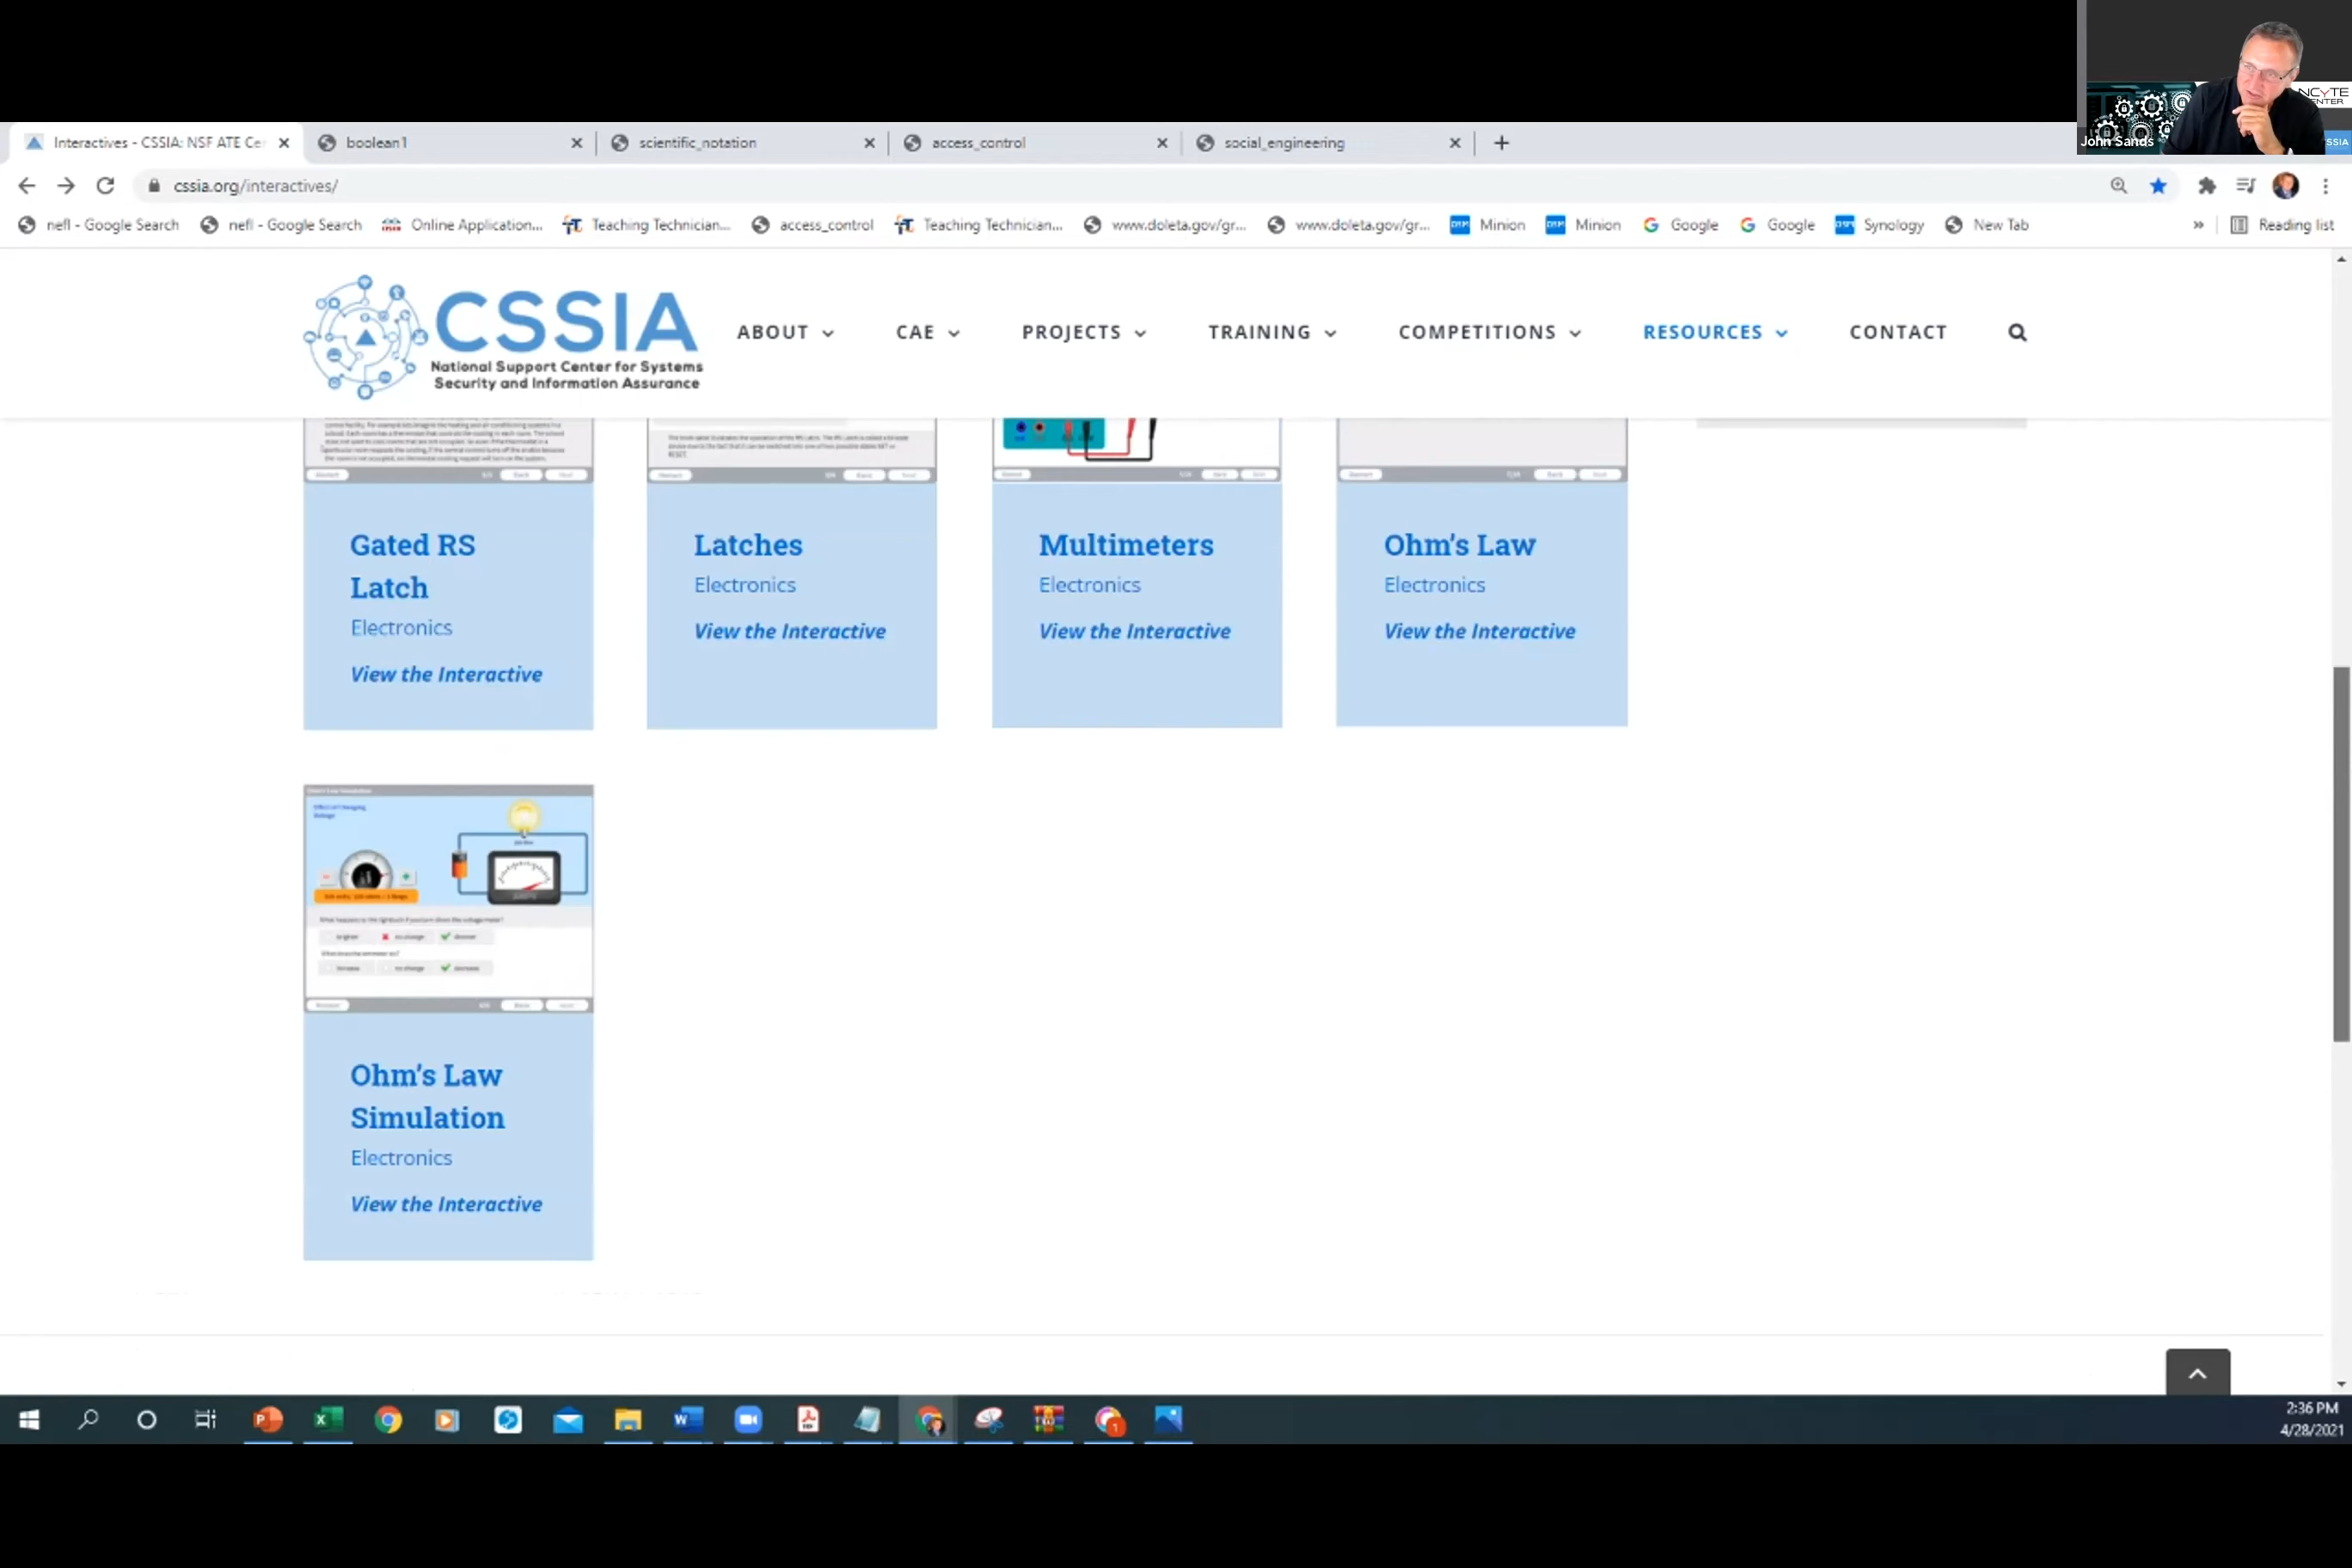 NCYTE
CENTER
John Sands
SSIA
Interactives - CSSIA: NSF ATE Ce
boolean1
scientific_notation
access_control
social_engineering
cssia.org/interactives/
nefl - Google Search
nefl - Google Search
Online Application...
Teaching Technician...
access_control
Teaching Technician...
www.doleta.gov/gr...
www.doleta.gov/gr...
Minion
Minion
Google
Google
Synology
New Tab
»
Reading list
CSSIA
National Support Center for Systems
Security and Information Assurance
ABOUT
CAE
PROJECTS
TRAINING
COMPETITIONS
RESOURCES
CONTACT
Gated RS
Latch
Electronics
View the Interactive
Latches
Electronics
View the Interactive
Multimeters
Electronics
View the Interactive
Ohm's Law
Electronics
View the Interactive
Ohm's Law
Simulation
Electronics
View the Interactive
2:36 PM
4/28/2021